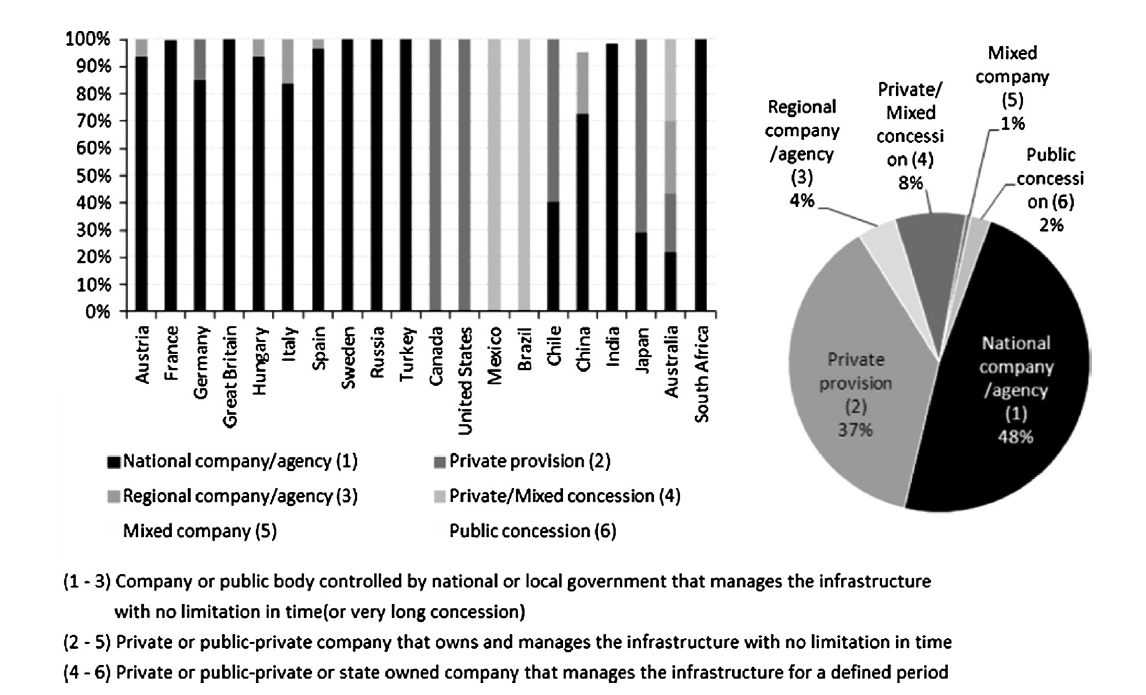 100%
90%
80%
70%
60%
50%
40%
30%
20%
10%
0%
Austria
France
Germany
Great Britain
Hungary
Italy
Spain
Sweden
Russia
Turkey
Canada
United States
Mexico
Brazil
Chile
China
India
Japan
Australia
South Africa
National company/agency (1)
Private provision (2)
Regional company/agency (3)
Private/Mixed concession (4)
Mixed company (5)
Public concession (6)
Regional
company
/agency
(3)
4%
Private/
Mixed
concessi
on (4)
8%
Mixed
company
(5)
1%
Public
concessi
on (6)
2%
National
company
/agency
(1)
48%
Private
provision
(2)
37%
(1 - 3) Company or public body controlled by national or local government that manages the infrastructure
with no limitation in time(or very long concession)
(2 - 5) Private or public-private company that owns and manages the infrastructure with no limitation in time
(4 - 6) Private or public-private or state owned company that manages the infrastructure for a defined period